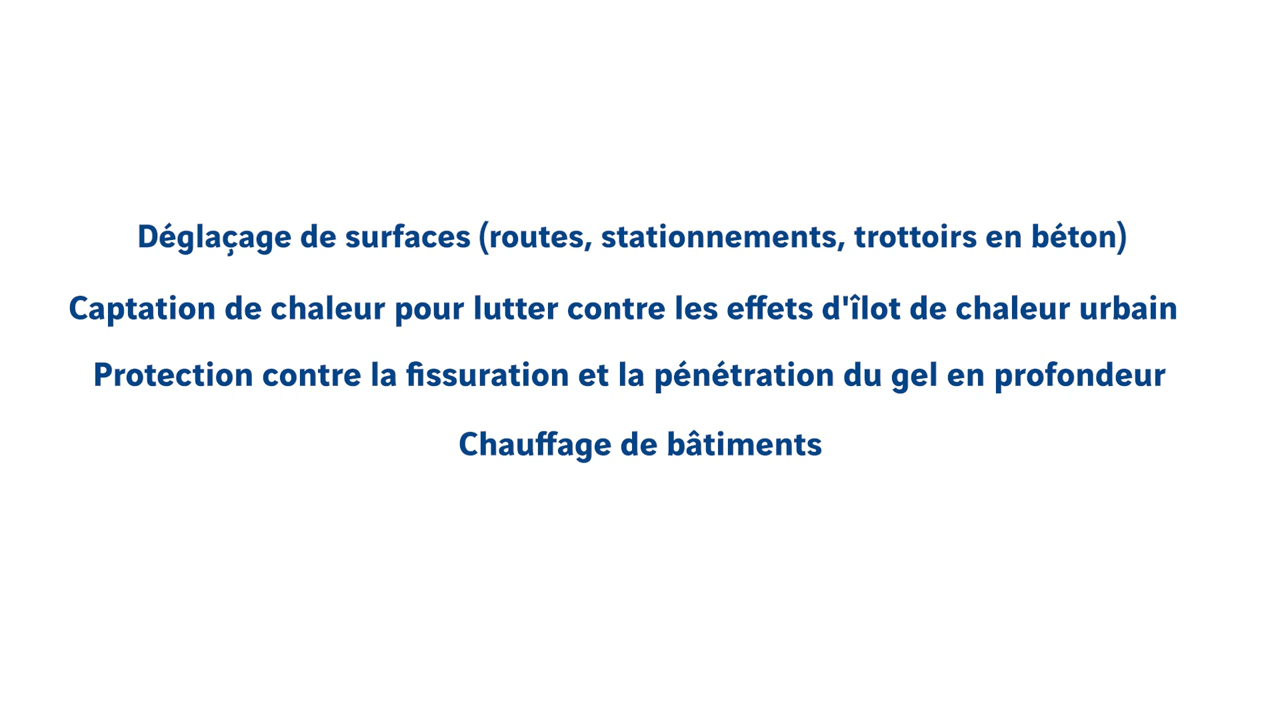 Déglaçage de surfaces (routes, stationnements, trottoirs en béton)
Captation de chaleur pour lutter contre les effets d'îlot de chaleur urbain
Protection contre la fissuration et la pénétration du gel en profondeur
Chauffage de bâtiments